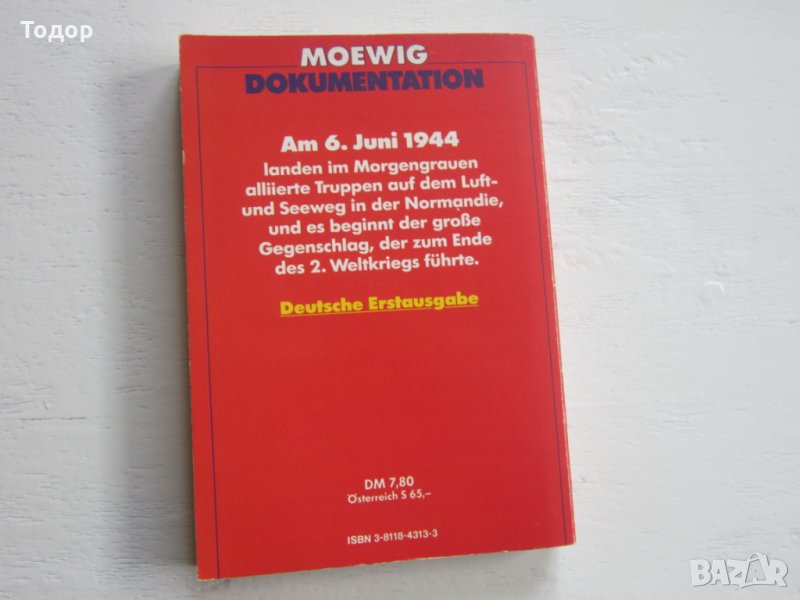 Тодор
MOEWIG
DOKUMENTATION
Am 6. Juni 1944
landen im Morgengrauen
alliierte Truppen auf dem Luft-
und Seeweg in der Normandie,
und es beginnt der große
Gegenschlag, der zum Ende
des 2. Weltkriegs führte.
Deutsche Erstausgabe
DM 7,80
Österreich S 65,–
ISBN 3-8118-4313-3
BAZAR